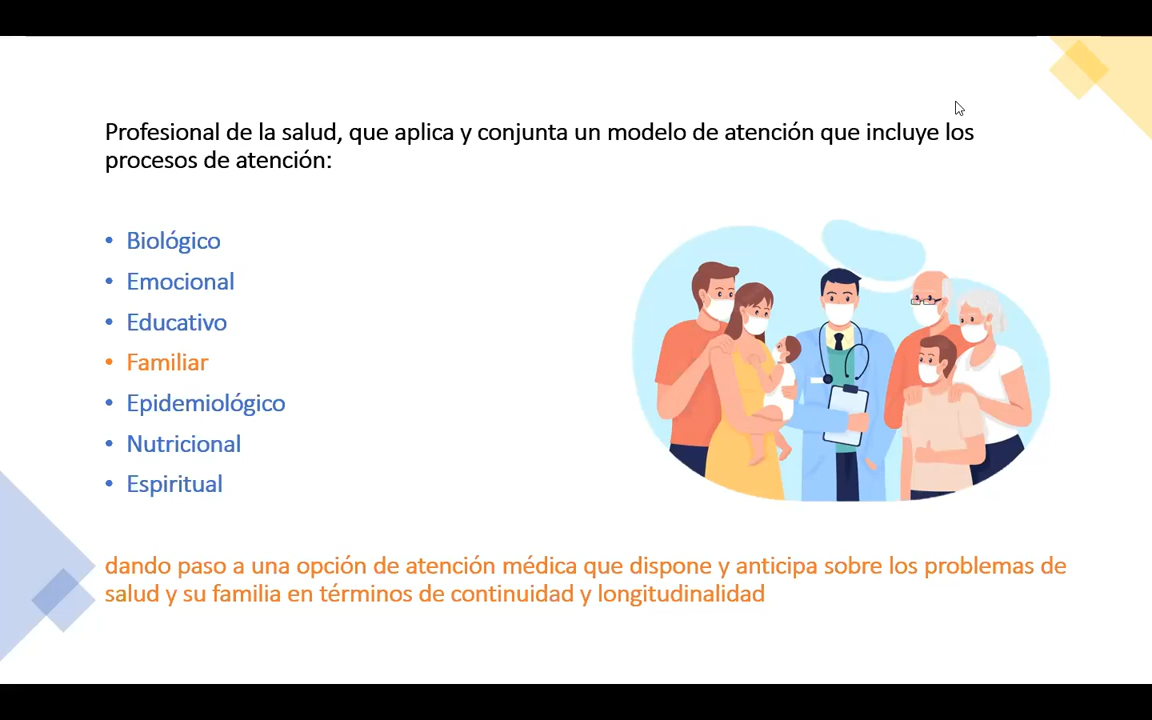 Profesional de la salud, que aplica y conjunta un modelo de atención que incluye los
procesos de atención:
• Biológico
• Emocional
• Educativo
• Familiar
• Epidemiológico
• Nutricional
• Espiritual
dando paso a una opción de atención médica que dispone y anticipa sobre los problemas de
salud y su familia en términos de continuidad y longitudinalidad